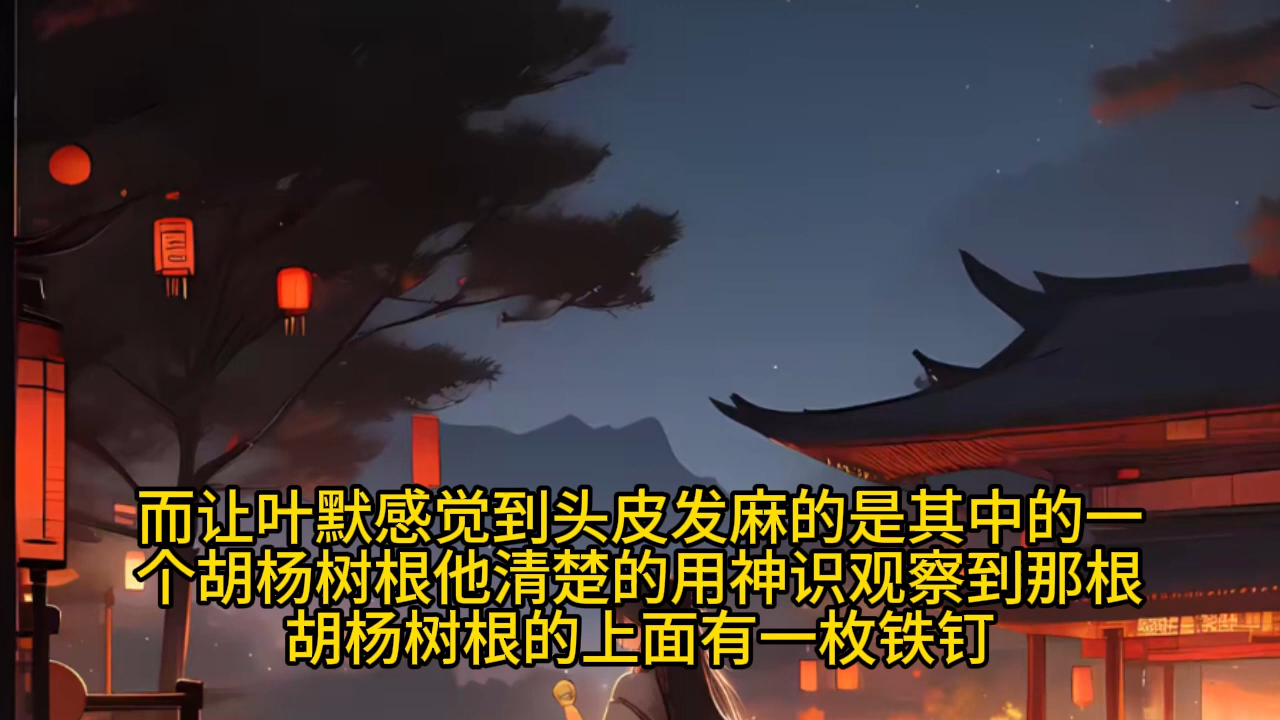 而让叶默感觉到头皮发麻的是其中的一
个胡杨树根他清楚的用神识观察到那根
胡杨树根的上面有一枚铁钉